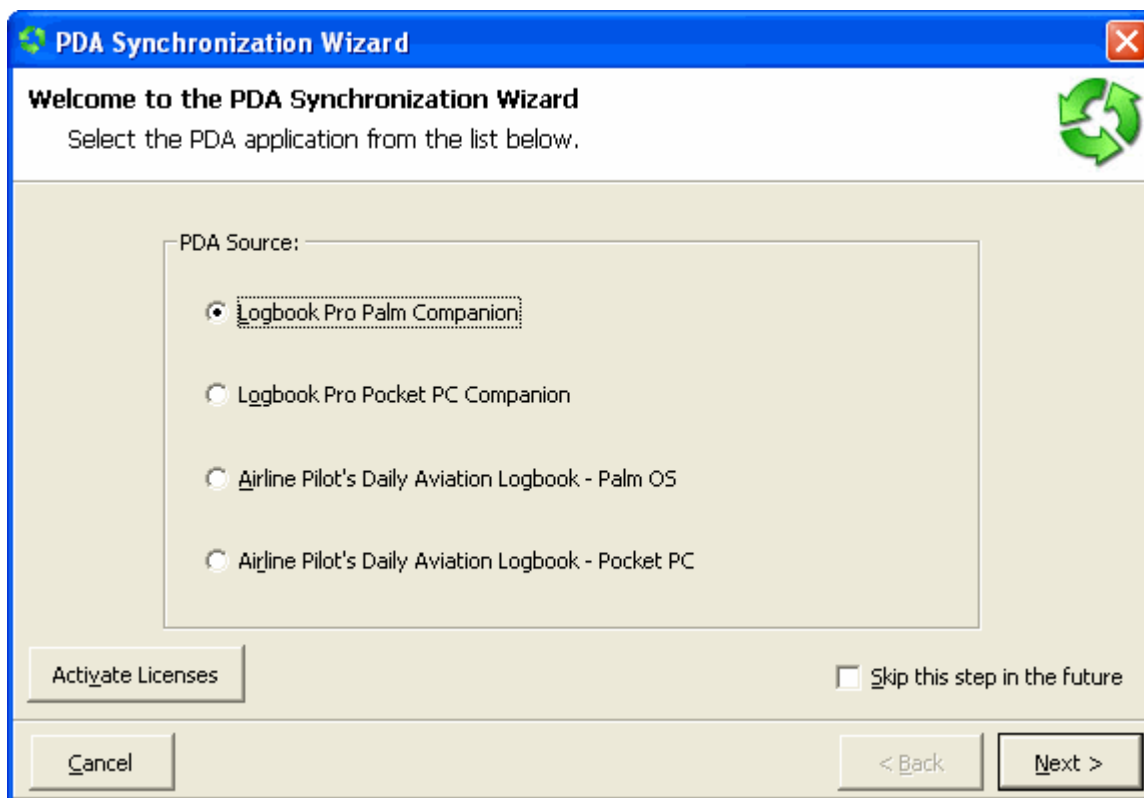 PDA Synchronization Wizard
Welcome to the PDA Synchronization Wizard
Select the PDA application from the list below.
PDA Source:
Logbook Pro Palm Companion
Logbook Pro Pocket PC Companion
Airline Pilot's Daily Aviation Logbook - Palm OS
Airline Pilot's Daily Aviation Logbook - Pocket PC
Activate Licenses
Skip this step in the future
Cancel
< Back
Next >